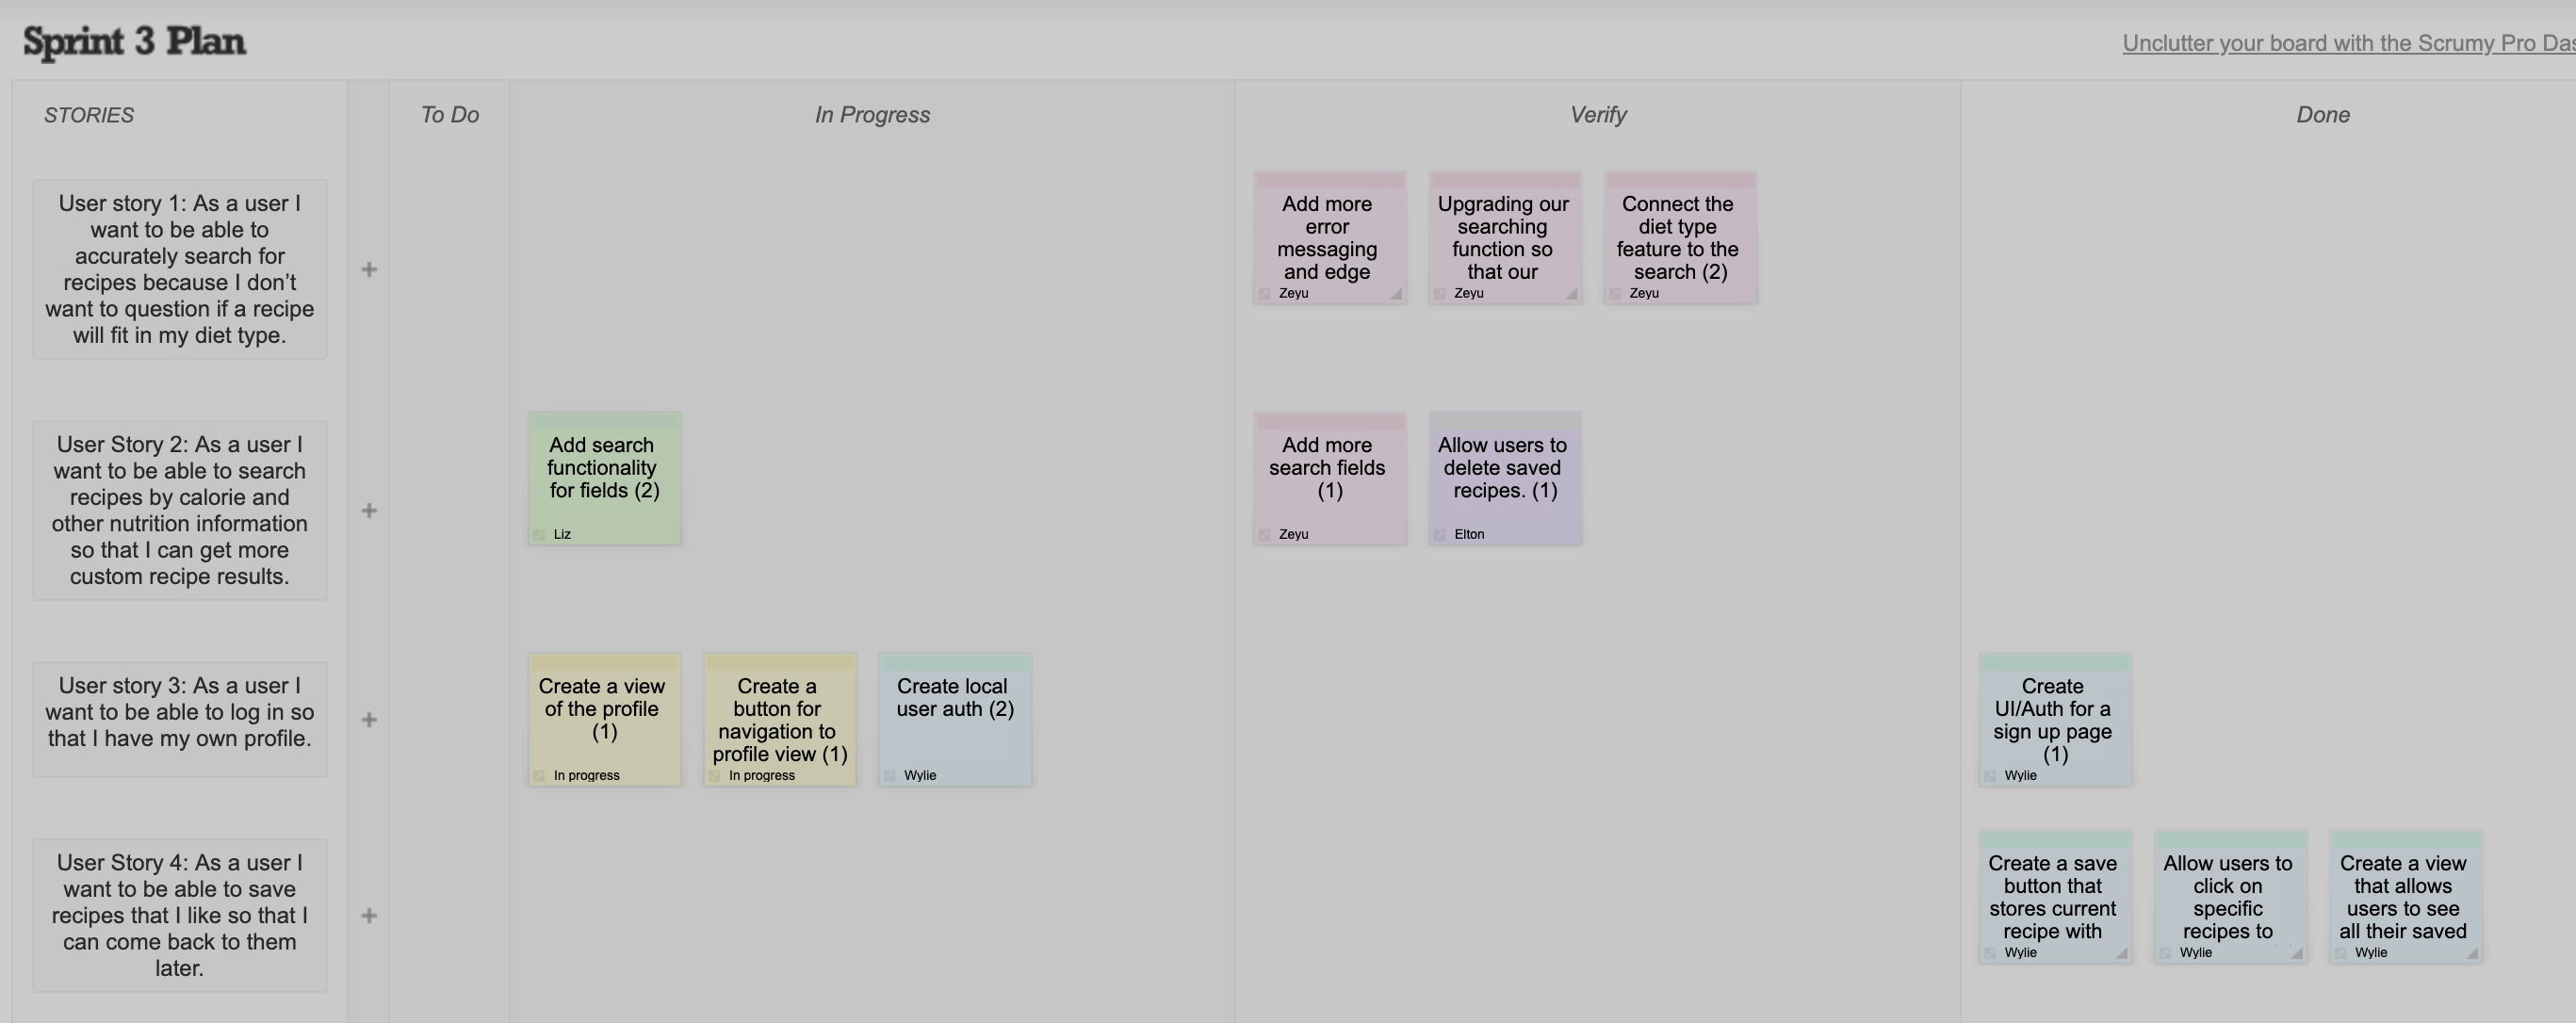 Sprint 3 Plan
Unclutter your board with the Scrumy Pro Das
STORIES
To Do
In Progress
Verify
Done
User story 1: As a user I
want to be able to
accurately search for
recipes because I don’t
want to question if a recipe
will fit in my diet type.
+
Add more
error
messaging
and edge
Zeyu
Upgrading our
searching
function so
that our
Zeyu
Connect the
diet type
feature to the
search (2)
Zeyu
User Story 2: As a user I
want to be able to search
recipes by calorie and
other nutrition information
so that I can get more
custom recipe results.
+
Add search
functionality
for fields (2)
Liz
Add more
search fields
(1)
Zeyu
Allow users to
delete saved
recipes. (1)
Elton
User story 3: As a user I
want to be able to log in so
that I have my own profile.
+
Create a view
of the profile
(1)
In progress
Create a
button for
navigation to
profile view (1)
In progress
Create local
user auth (2)
Wylie
Create
UI/Auth for a
sign up page
(1)
Wylie
User Story 4: As a user I
want to be able to save
recipes that I like so that I
can come back to them
later.
+
Create a save
button that
stores current
recipe with
Wylie
Allow users to
click on
specific
recipes to
Wylie
Create a view
that allows
users to see
all their saved
Wylie